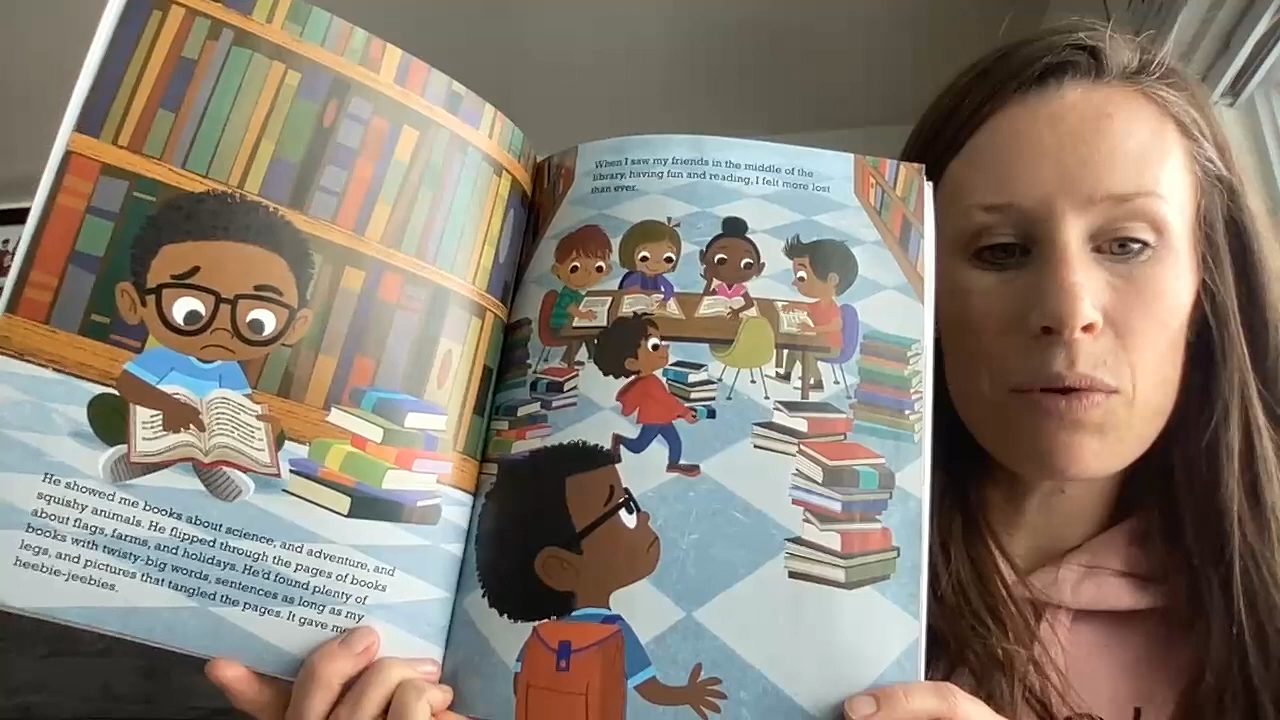 He showed me books about science, and adventure, and
squishy animals. He flipped through the pages of books
about flags, farms, and holidays. He'd found plenty of
books with twisty-big words, sentences as long as my
legs, and pictures that tangled the pages. It gave me
heebie-jeebies.
When I saw my friends in the middle of the
library, having fun and reading, I felt more lost
than ever.